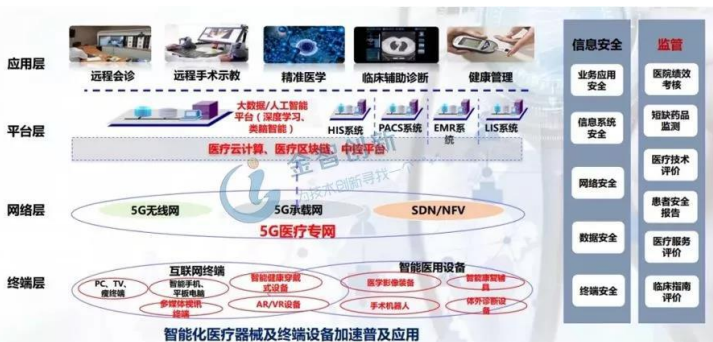 应用层
远程会诊
远程手术示教
精准医学
临床辅助诊断
健康管理
平台层
大数据/人工智能
平台(深度学习、
类脑智能)
HIS系统
PACS系统
EMR系
统
LIS系统
医疗云计算、医疗区块链、中控平台
金智创新
网络层
5G无线网
5G承载网
SDN/NFV
5G医疗专网
终端层
互联网终端
PC、TV、
瘦终端
智能手机、
平板电脑
智能健康穿戴
式设备
多媒体视讯
终端
AR/VR设备
智能医用设备
医学影像装备
智能康复辅
具
手术机器人
体外诊断设
备
智能化医疗器械及终端设备加速普及应用
信息安全
业务应用
安全
信息系统
安全
网络安全
数据安全
终端安全
监管
医院绩效
考核
短缺药品
监测
医疗技术
评价
患者安全
报告
医疗服务
评价
临床指南
评价